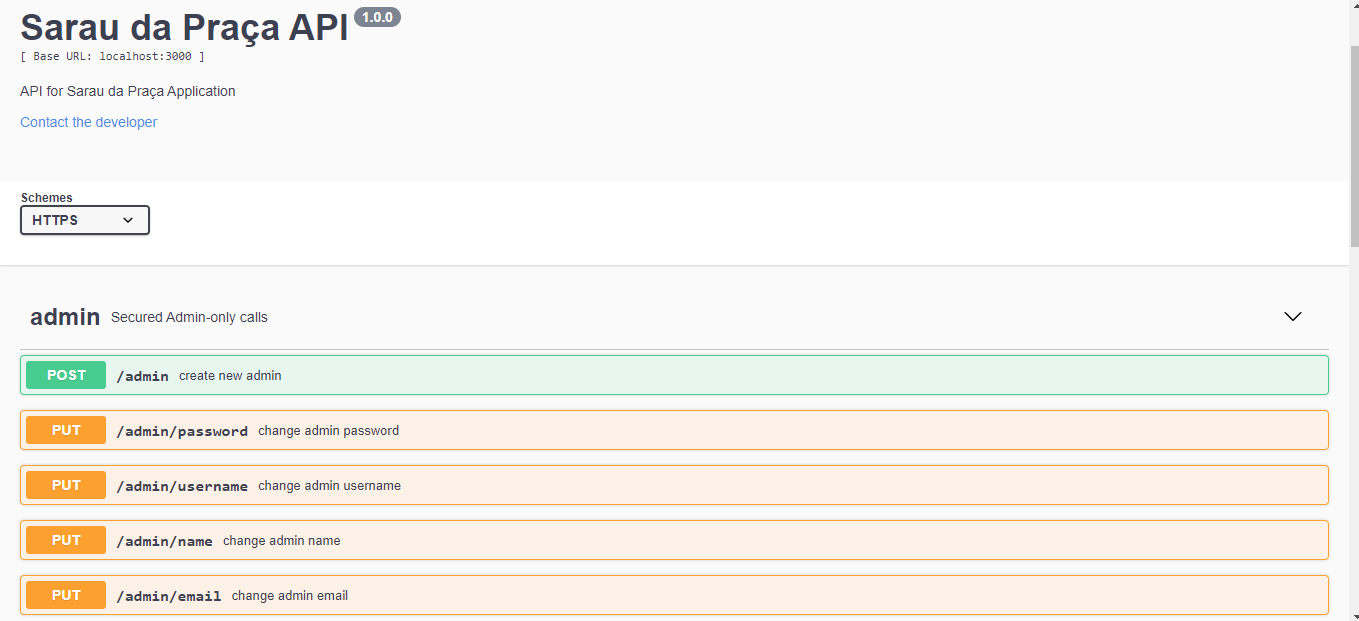 Sarau da Praça API 1.0.0
[ Base URL: localhost:3000 ]
API for Sarau da Praça Application
Contact the developer
Schemes
HTTPS
admin Secured Admin-only calls
POST /admin create new admin
PUT /admin/password change admin password
PUT /admin/username change admin username
PUT /admin/name change admin name
PUT /admin/email change admin email